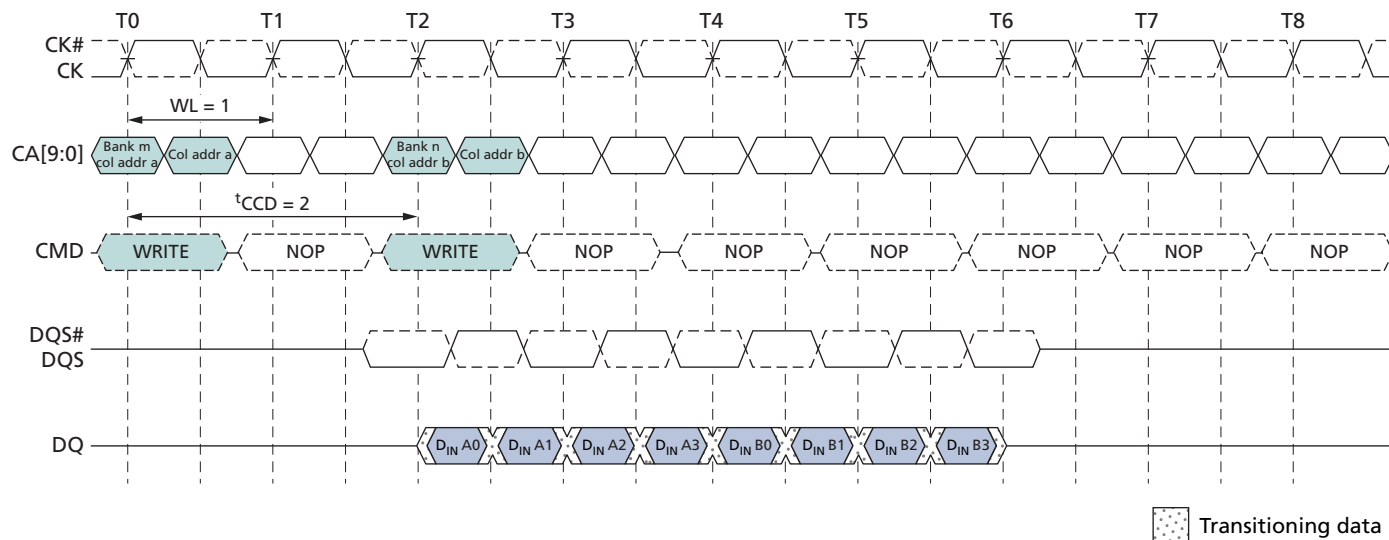 T0 T1 T2 T3 T4 T5 T6 T7 T8
CK#
CK
WL = 1
CA[9:0]
Bank m
col addr a
Col addr a
Bank n
col addr b
Col addr b
tCCD = 2
CMD WRITE NOP WRITE NOP NOP NOP NOP NOP NOP
DQS#
DQS
DQ DIN A0 DIN A1 DIN A2 DIN A3 DIN B0 DIN B1 DIN B2 DIN B3
Transitioning data